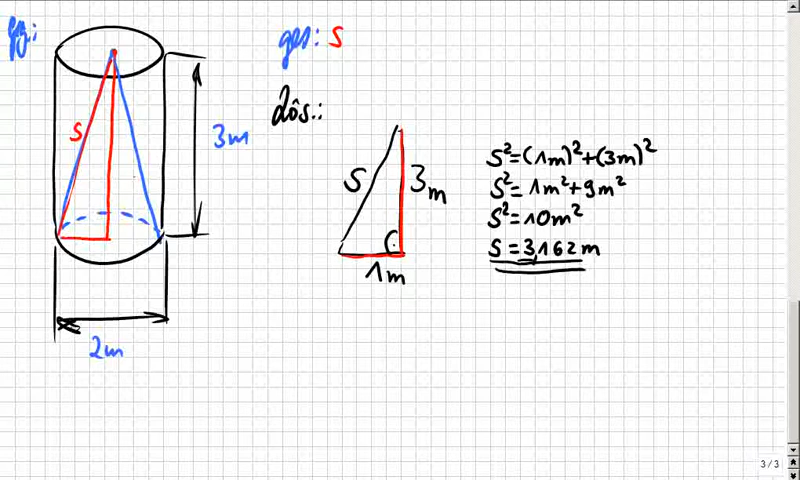 geg:
s
3m
2m
ges: s
Lös.:
s
3m
1m
s²=(1m)²+(3m)²
s²=1m²+9m²
s²=10m²
s=3,162m
3/3